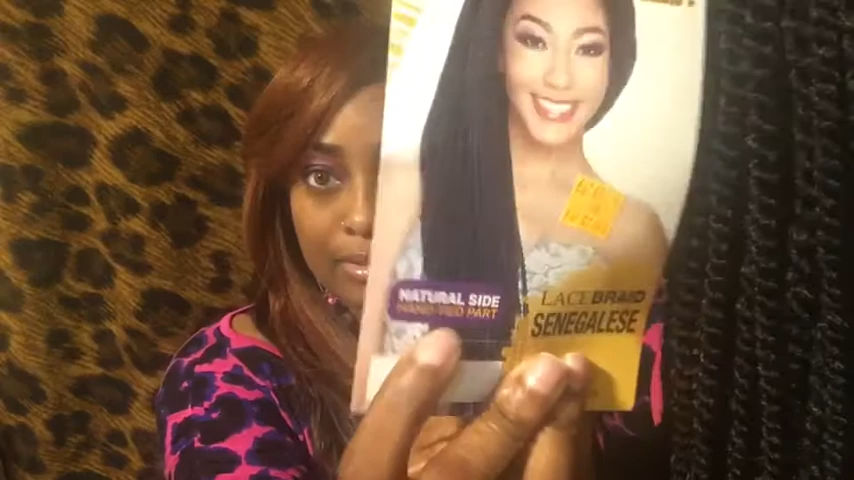 NATURAL SIDE
HAND-TIED PART
LACE BRAID
SENEGALESE